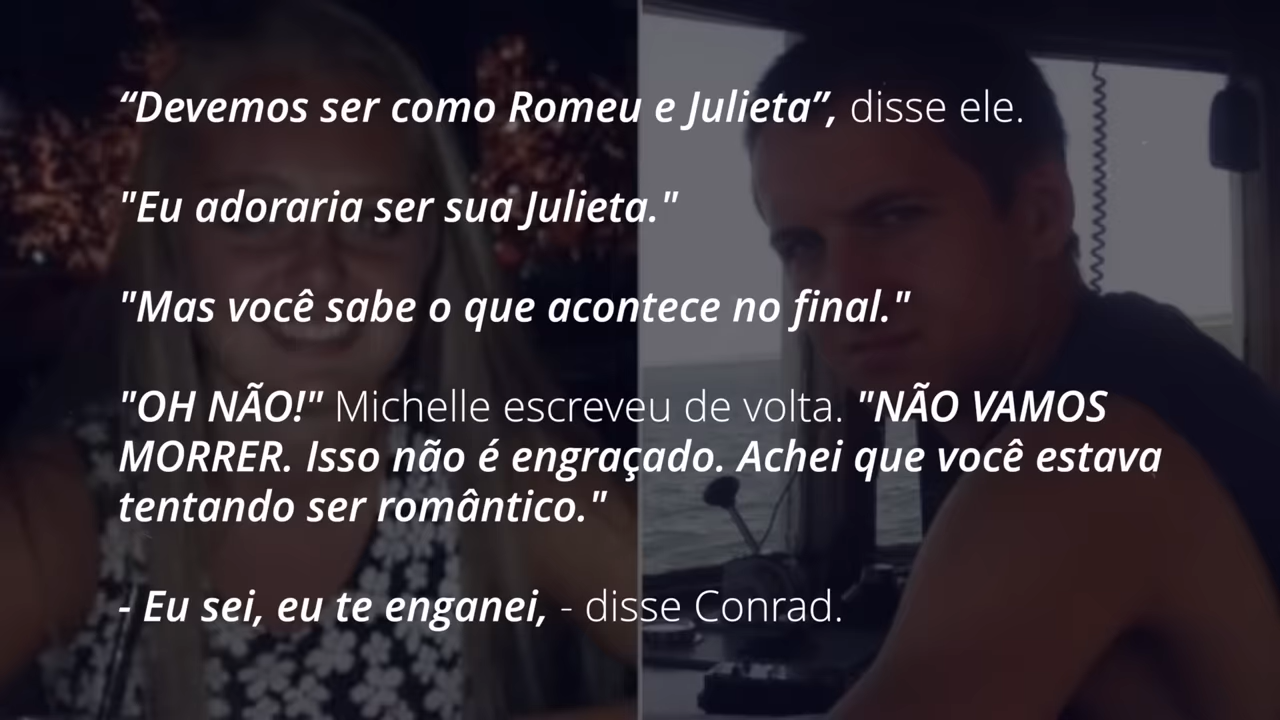 “Devemos ser como Romeu e Julieta”, disse ele.
"Eu adoraria ser sua Julieta."
"Mas você sabe o que acontece no final."
"OH NÃO!" Michelle escreveu de volta. "NÃO VAMOS
MORRER. Isso não é engraçado. Achei que você estava
tentando ser romântico."
- Eu sei, eu te enganei, - disse Conrad.